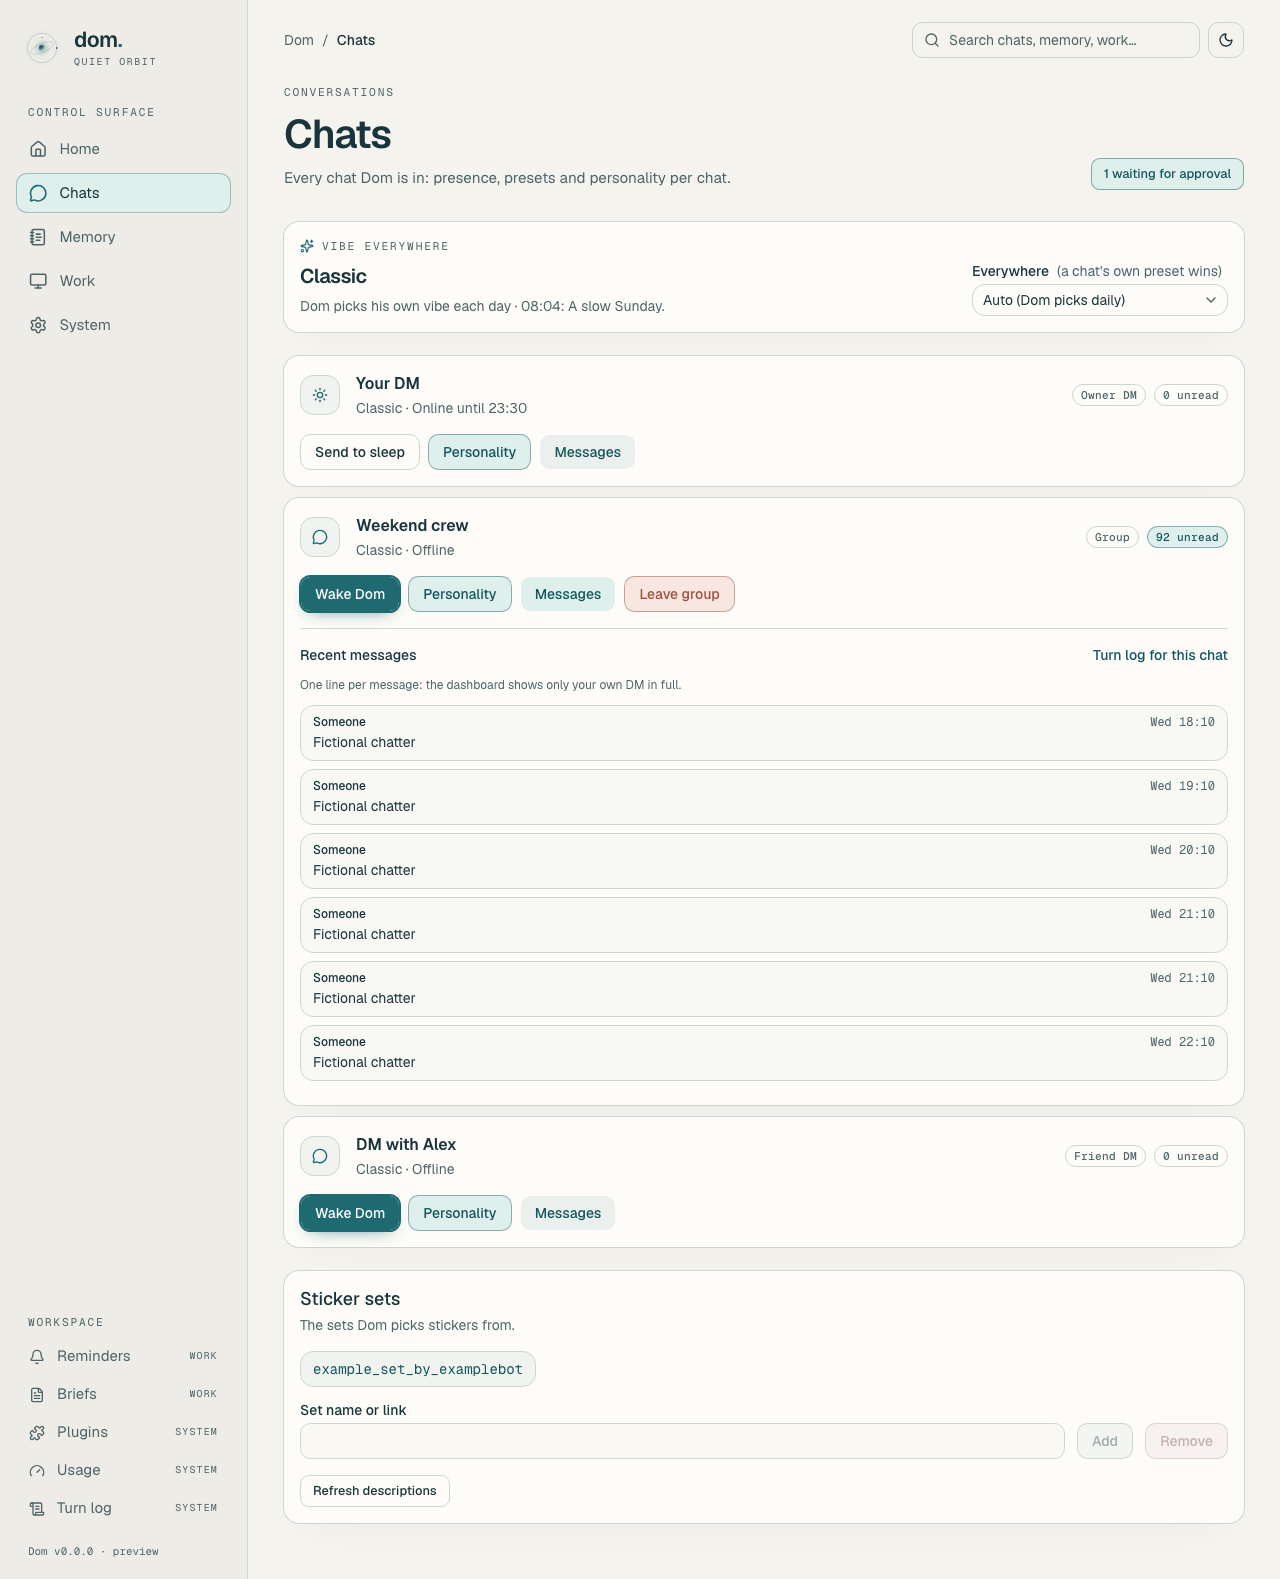 dom.
QUIET ORBIT
CONTROL SURFACE
Home
Chats
Memory
Work
System
WORKSPACE
Reminders WORK
Briefs WORK
Plugins SYSTEM
Usage SYSTEM
Turn log SYSTEM
Dom v0.0.0 · preview
Dom / Chats
Search chats, memory, work…
CONVERSATIONS
Chats
Every chat Dom is in: presence, presets and personality per chat.
1 waiting for approval
VIBE EVERYWHERE
Classic
Dom picks his own vibe each day · 08:04: A slow Sunday.
Everywhere (a chat's own preset wins)
Auto (Dom picks daily)
Your DM
Classic · Online until 23:30
Owner DM 0 unread
Send to sleep Personality Messages
Weekend crew
Classic · Offline
Group 92 unread
Wake Dom Personality Messages Leave group
Recent messages Turn log for this chat
One line per message: the dashboard shows only your own DM in full.
Someone Wed 18:10
Fictional chatter
Someone Wed 19:10
Fictional chatter
Someone Wed 20:10
Fictional chatter
Someone Wed 21:10
Fictional chatter
Someone Wed 21:10
Fictional chatter
Someone Wed 22:10
Fictional chatter
DM with Alex
Classic · Offline
Friend DM 0 unread
Wake Dom Personality Messages
Sticker sets
The sets Dom picks stickers from.
example_set_by_examplebot
Set name or link
Add Remove
Refresh descriptions